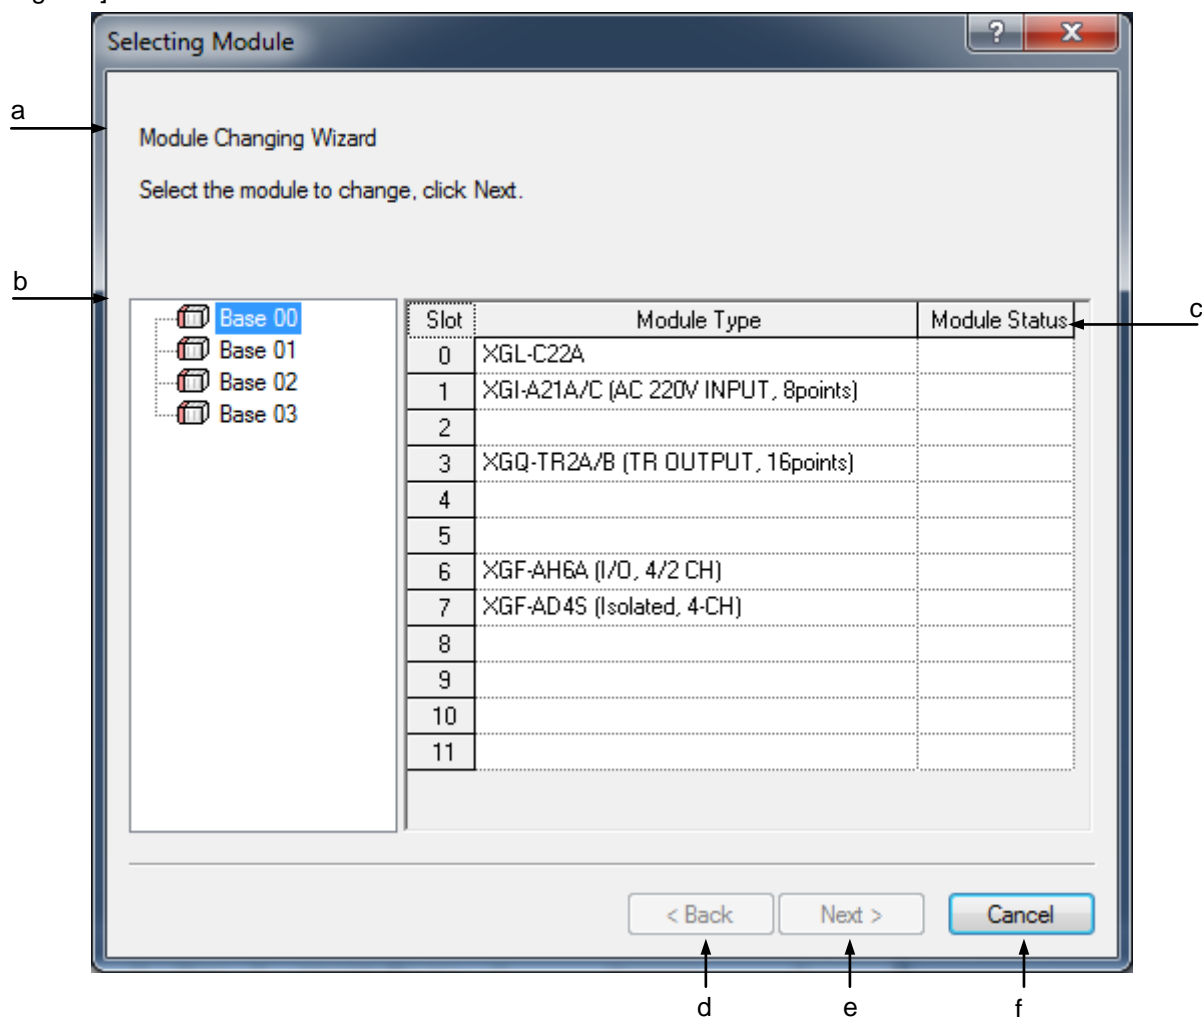 Selecting Module
?
X
a
Module Changing Wizard
Select the module to change, click Next.
b
Base 00
Base 01
Base 02
Base 03
Slot Module Type Module Status
c
0 XGL-C22A
1 XGI-A21A/C (AC 220V INPUT, 8points)
2
3 XGQ-TR2A/B (TR OUTPUT, 16points)
4
5
6 XGF-AH6A (I/O, 4/2 CH)
7 XGF-AD4S (Isolated, 4-CH)
8
9
10
11
< Back Next > Cancel
d e f